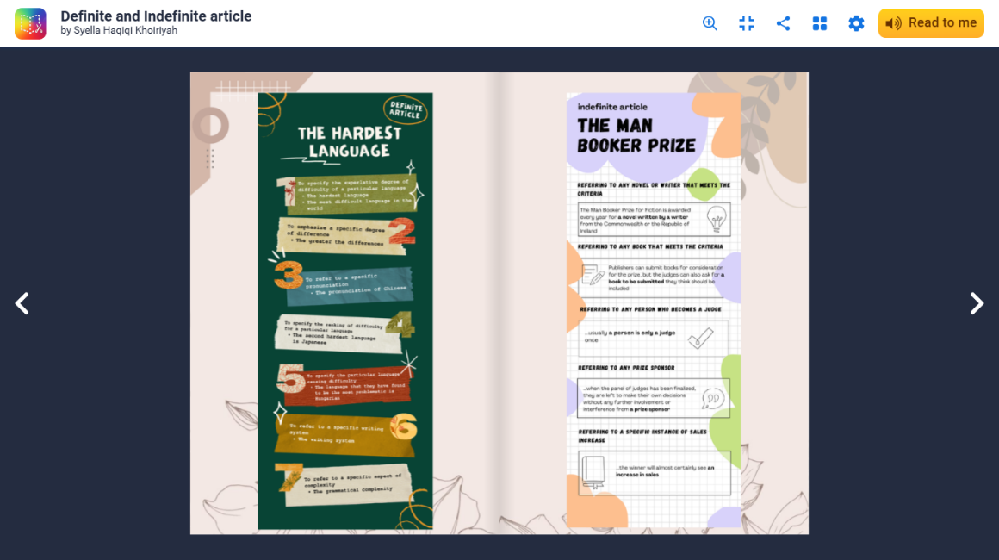 Definite and Indefinite article
by Syella Haqiqi Khoiriyah
Read to me
DEFINITE
ARTICLE
THE HARDEST
LANGUAGE
1
To specify the superlative degree of
difficulty of a particular language
• The hardest language
• The most difficult language in the
world
To emphasize a specific degree
of difference
• The greater the differences
2
3
To refer to a specific
pronunciation
• The pronunciation of Chinese
To specify the ranking of difficulty
for a particular language
• The second hardest language
is Japanese
4
5
To specify the particular language
causing difficulty
• The language that they have found
to be the most problematic is
Hungarian
To refer to a specific writing
system
• The writing system
6
7
To refer to a specific aspect of
complexity
• The grammatical complexity
indefinite article
THE MAN
BOOKER PRIZE
REFERRING TO ANY NOVEL OR WRITER THAT MEETS THE
CRITERIA
The Man Booker Prize for Fiction is awarded
every year for a novel written by a writer
from the Commonwealth or the Republic of
Ireland
REFERRING TO ANY BOOK THAT MEETS THE CRITERIA
Publishers can submit books for consideration
for the prize, but the judges can also ask for a
book to be submitted they think should be
included
REFERRING TO ANY PERSON WHO BECOMES A JUDGE
...usually a person is only a judge
once
REFERRING TO ANY PRIZE SPONSOR
...when the panel of judges has been finalized,
they are left to make their own decisions
without any further involvement or
interference from a prize sponsor
REFERRING TO A SPECIFIC INSTANCE OF SALES
INCREASE
...the winner will almost certainly see an
increase in sales